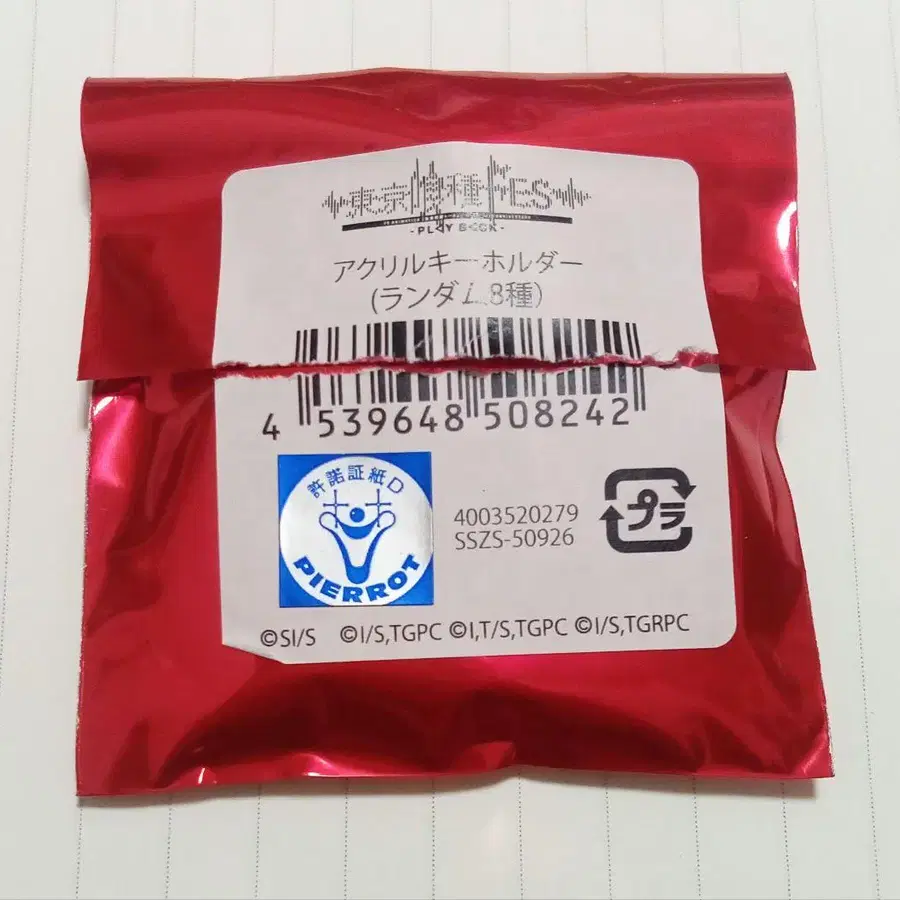 東京喰種FES
-PLAY BACK-
アクリルキーホルダー
(ランダム8種)
4 539648 508242
許諾証紙D
PIERROT
4003520279
SSZS-50926
プラ
©SI/S ©I/S,TGPC ©I,T/S,TGPC ©I/S,TGRPC